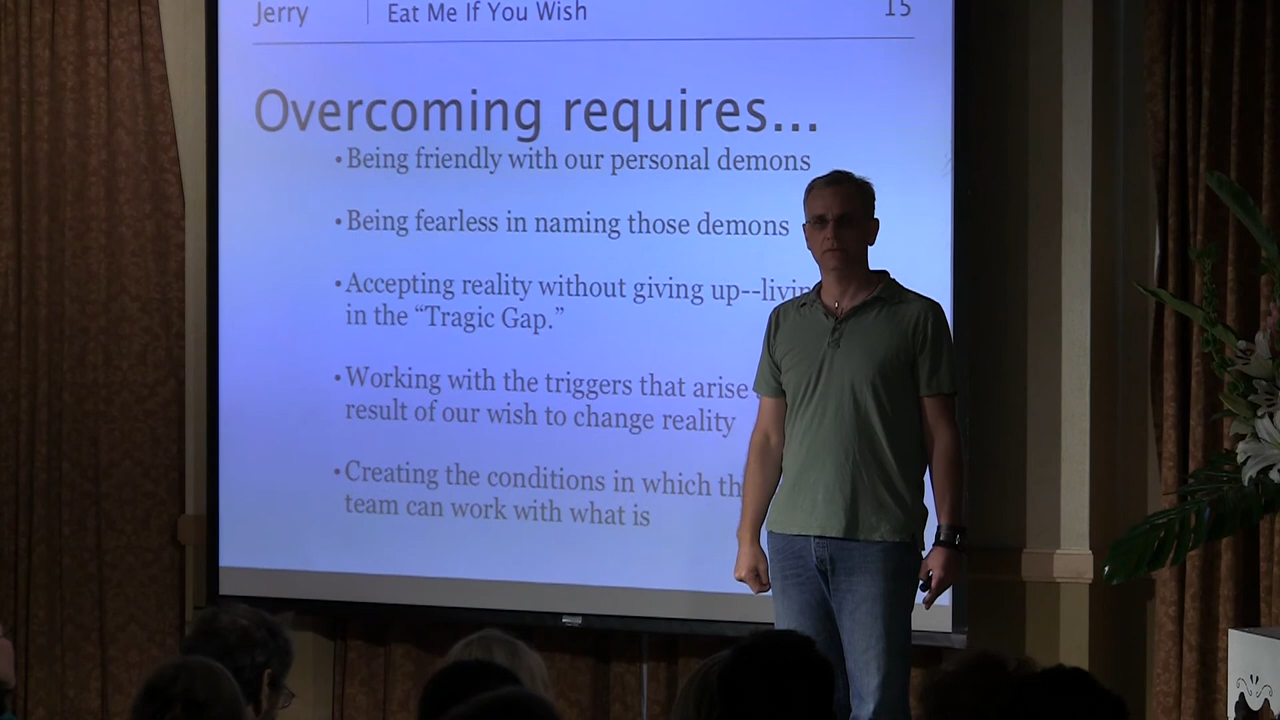 Jerry
Eat Me If You Wish
15
Overcoming requires...
•Being friendly with our personal demons
•Being fearless in naming those demons
•Accepting reality without giving up--livin
in the “Tragic Gap.”
•Working with the triggers that arise
result of our wish to change reality
•Creating the conditions in which th
team can work with what is